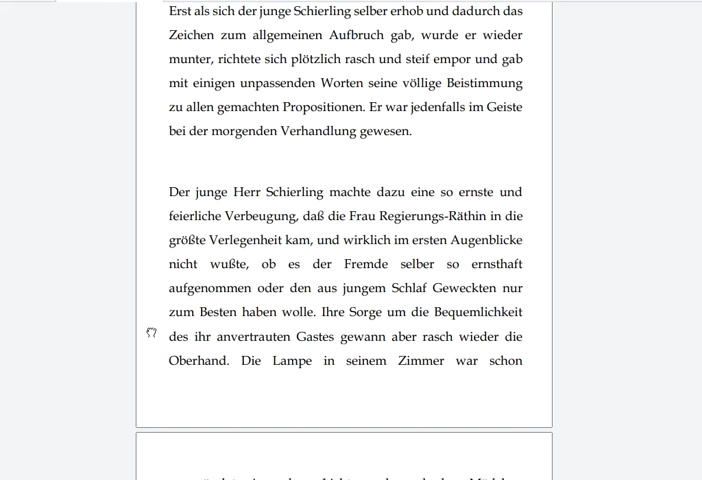 Erst als sich der junge Schierling selber erhob und dadurch das
Zeichen zum allgemeinen Aufbruch gab, wurde er wieder
munter, richtete sich plötzlich rasch und steif empor und gab
mit einigen unpassenden Worten seine völlige Beistimmung
zu allen gemachten Propositionen. Er war jedenfalls im Geiste
bei der morgenden Verhandlung gewesen.
Der junge Herr Schierling machte dazu eine so ernste und
feierliche Verbeugung, daß die Frau Regierungs-Räthin in die
größte Verlegenheit kam, und wirklich im ersten Augenblicke
nicht wußte, ob es der Fremde selber so ernsthaft
aufgenommen oder den aus jungem Schlaf Geweckten nur
zum Besten haben wolle. Ihre Sorge um die Bequemlichkeit
des ihr anvertrauten Gastes gewann aber rasch wieder die
Oberhand. Die Lampe in seinem Zimmer war schon